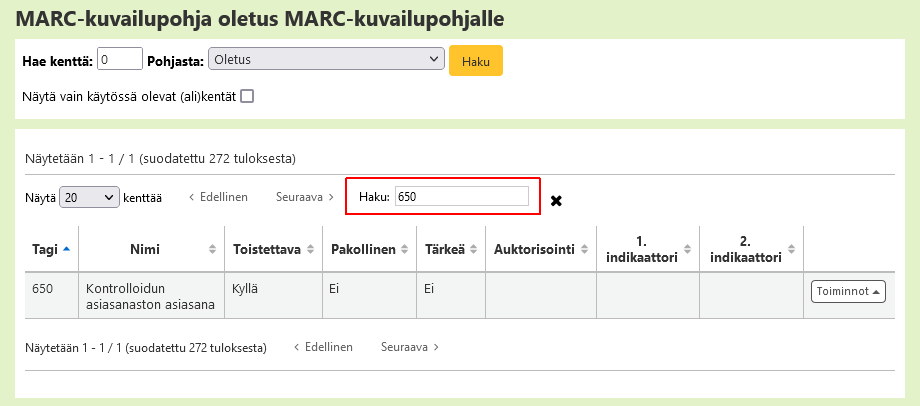 MARC-kuvailupohja oletus MARC-kuvailupohjalle
Hae kenttä: 0 Pohjasta: Oletus Haku
Näytä vain käytössä olevat (ali)kentät
Näytetään 1 - 1 / 1 (suodatettu 272 tuloksesta)
Näytä 20 kenttää < Edellinen Seuraava > Haku: 650
Tagi Nimi Toistettava Pakollinen Tärkeä Auktorisointi 1. indikaattori 2. indikaattori
650 Kontrolloidun asiasanaston asiasana Kyllä Ei Ei Toiminnot
Näytetään 1 - 1 / 1 (suodatettu 272 tuloksesta) < Edellinen Seuraava >